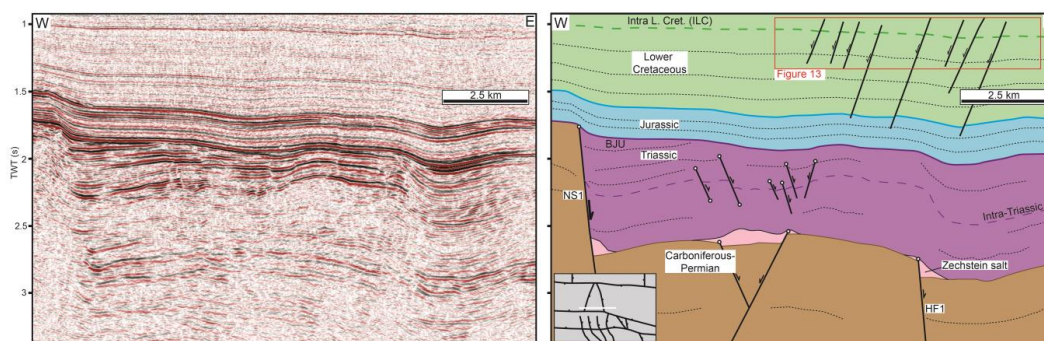 W
E
1
1.5
2
2.5
3
TWT (s)
2.5 km
W
E
Intra L. Cret. (ILC)
Lower
Cretaceous
Figure 13
2.5 km
Jurassic
BJU
Triassic
NS1
Intra-Triassic
Carboniferous-
Permian
Zechstein salt
HF1